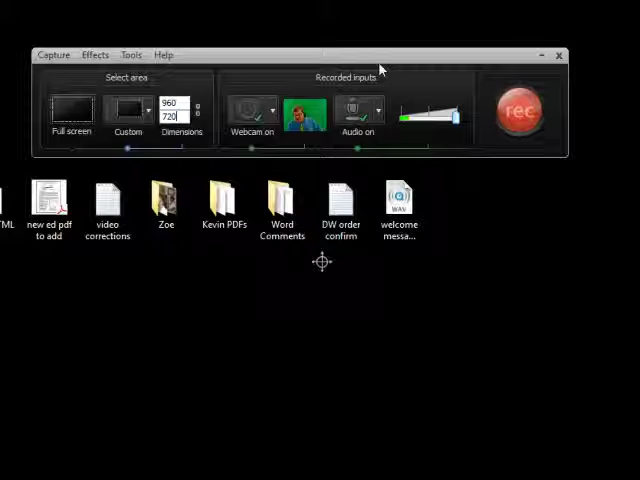 Capture Effects Tools Help
Select area Recorded inputs
960
720
rec
Full screen Custom Dimensions Webcam on Audio on
TML
new ed pdf
to add
video
corrections
Zoe
Kevin PDFs
Word
Comments
DW order
confirm
WAV
welcome
messa...